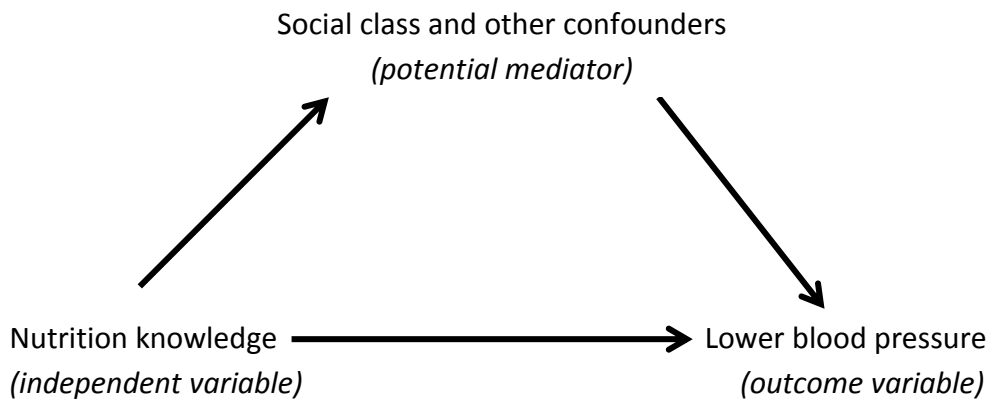 Social class and other confounders
(potential mediator)
Nutrition knowledge
(independent variable)
Lower blood pressure
(outcome variable)